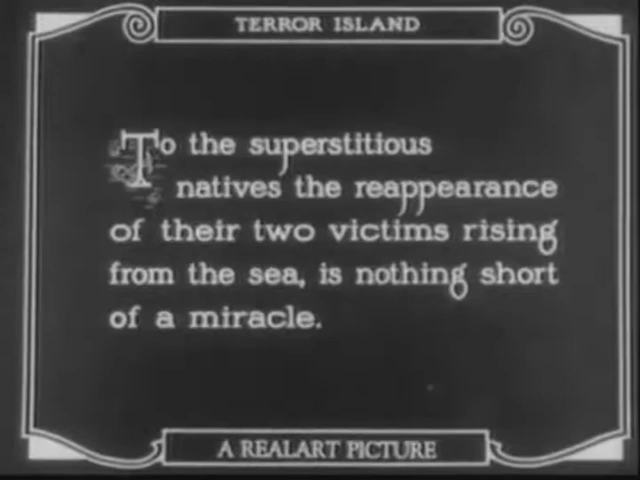 TERROR ISLAND
To the superstitious
natives the reappearance
of their two victims rising
from the sea, is nothing short
of a miracle.
A REALART PICTURE